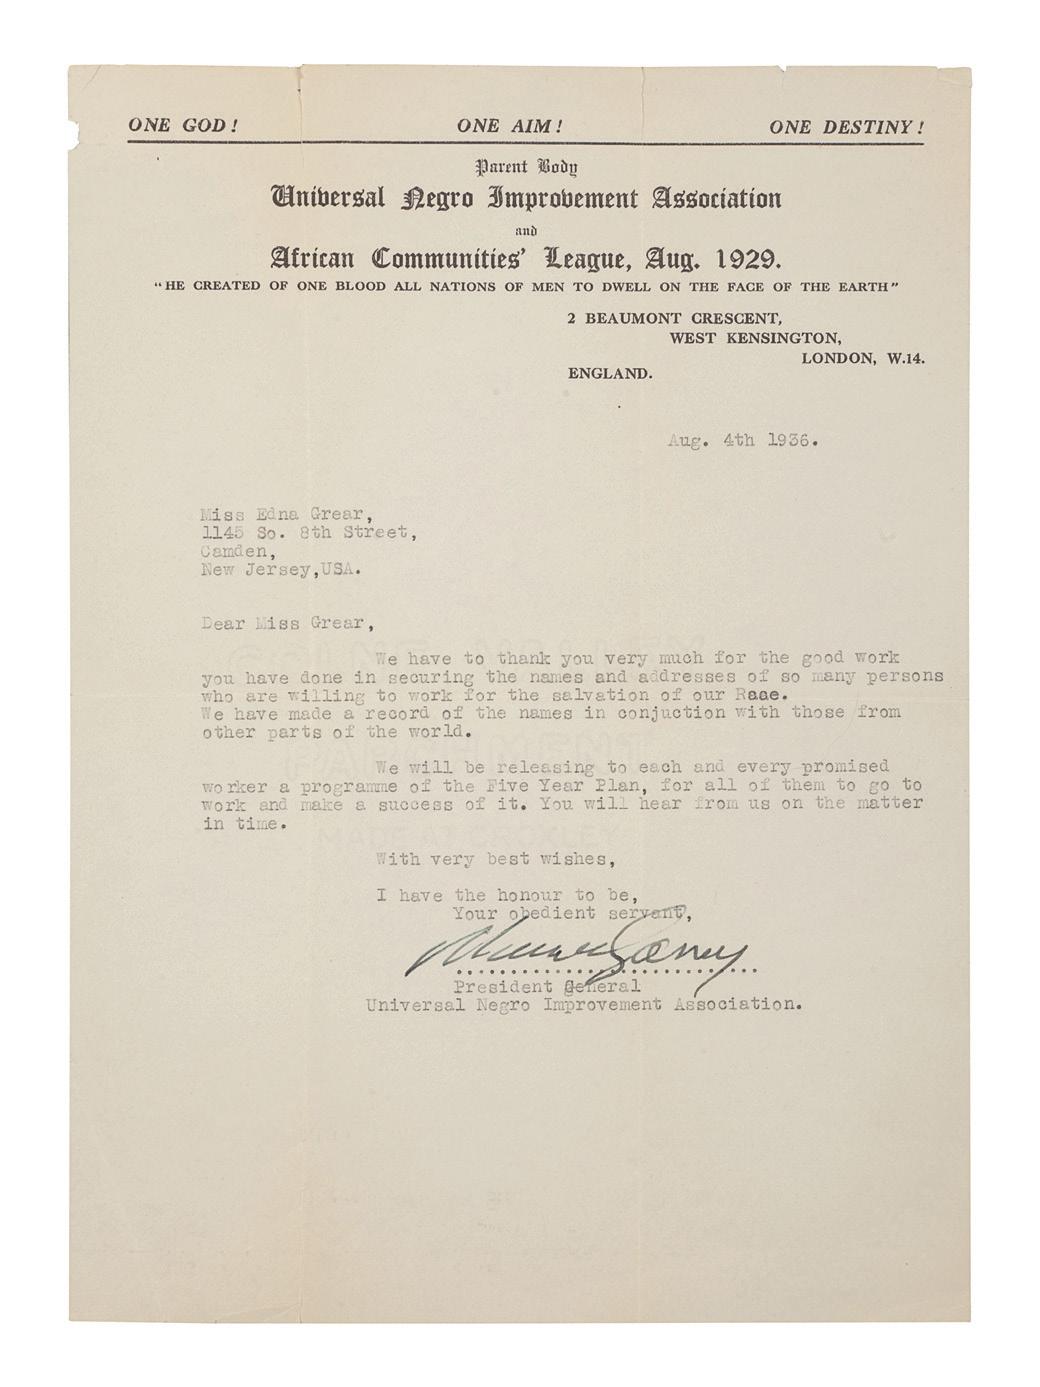 ONE GOD! ONE AIM! ONE DESTINY!
Parent Body
Universal Negro Improvement Association
and
African Communities' League, Aug. 1929.
"HE CREATED OF ONE BLOOD ALL NATIONS OF MEN TO DWELL ON THE FACE OF THE EARTH"
2 BEAUMONT CRESCENT,
WEST KENSINGTON,
LONDON, W.14.
ENGLAND.
Aug. 4th 1936.
Miss Edna Grear,
1145 So. 8th Street,
Camden,
New Jersey,USA.
Dear Miss Grear,
We have to thank you very much for the good work
you have done in securing the names and addresses of so many persons
who are willing to work for the salvation of our Raae.
We have made a record of the names in conjuction with those from
other parts of the world.
We will be releasing to each and every promised
worker a programme of the Five Year Plan, for all of them to go to
work and make a success of it. You will hear from us on the matter
in time.
With very best wishes,
I have the honour to be,
Your obedient servant,
Marcus Garvey
President General
Universal Negro Improvement Association.